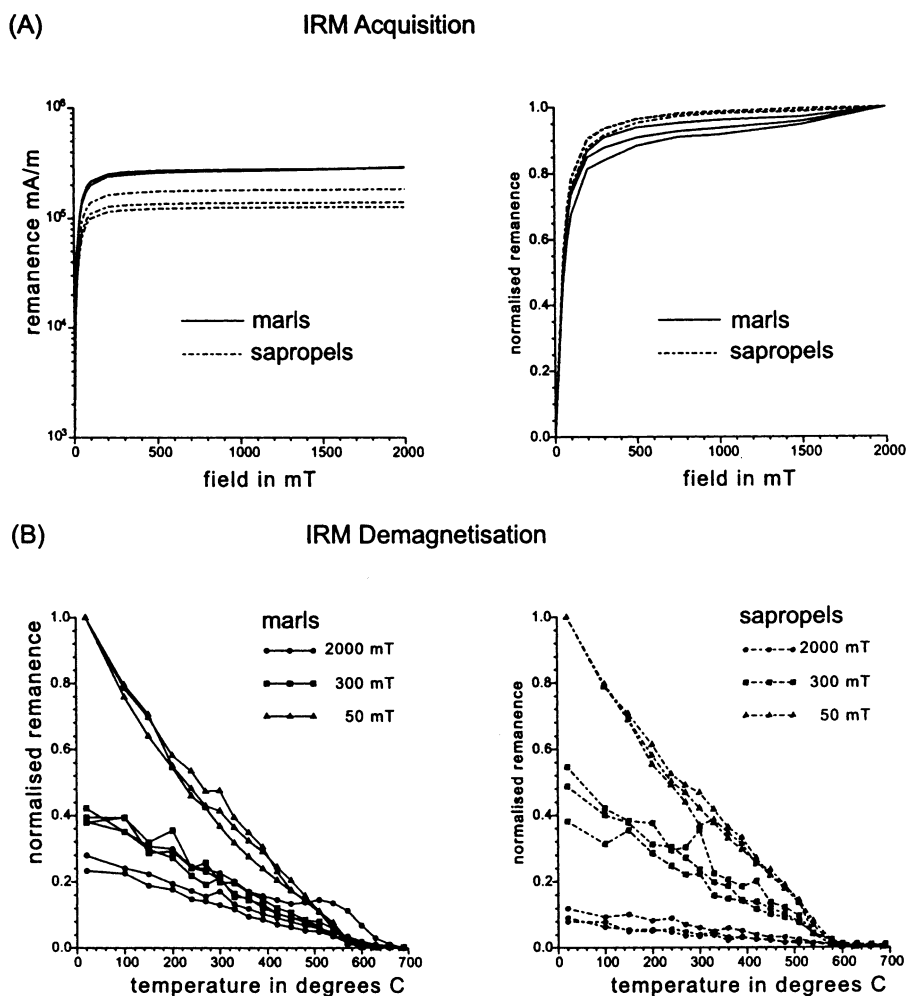 (A)
IRM Acquisition
remanence mA/m
10⁶
10⁵
10⁴
10³
0
500
1000
1500
2000
field in mT
marls
sapropels
normalised remanence
1.0
0.8
0.6
0.4
0.2
0.0
0
500
1000
1500
2000
field in mT
marls
sapropels
(B)
IRM Demagnetisation
normalised remanence
1.0
0.8
0.6
0.4
0.2
0.0
0
100
200
300
400
500
600
700
temperature in degrees C
marls
2000 mT
300 mT
50 mT
normalised remanence
1.0
0.8
0.6
0.4
0.2
0.0
0
100
200
300
400
500
600
700
temperature in degrees C
sapropels
2000 mT
300 mT
50 mT